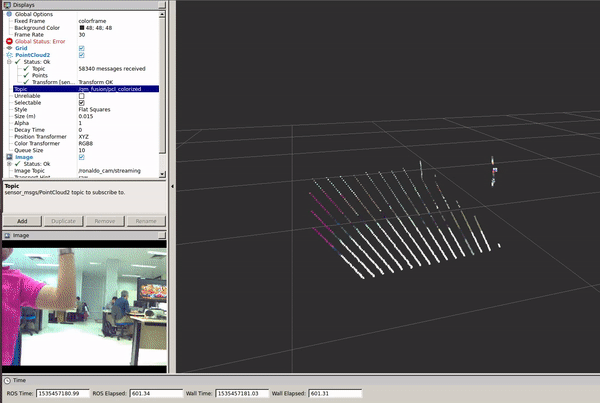 Displays
Global Options
Fixed Frame colorframe
Background Color 48; 48; 48
Frame Rate 30
Global Status: Error
Grid
PointCloud2
Status: Ok
Topic 58340 messages received
Points
Transform [sen... Transform OK
Topic /qm_fusion/pcl_colorized
Unreliable
Selectable
Style Flat Squares
Size (m) 0.015
Alpha 1
Decay Time 0
Position Transformer XYZ
Color Transformer RGB8
Queue Size 10
Image
Status: Ok
Image Topic /ronaldo_cam/streaming
Topic
sensor_msgs/PointCloud2 topic to subscribe to.
Add Duplicate Remove Rename
Image
Time
ROS Time: 1535457180.99 ROS Elapsed: 601.34 Wall Time: 1535457181.03 Wall Elapsed: 601.31